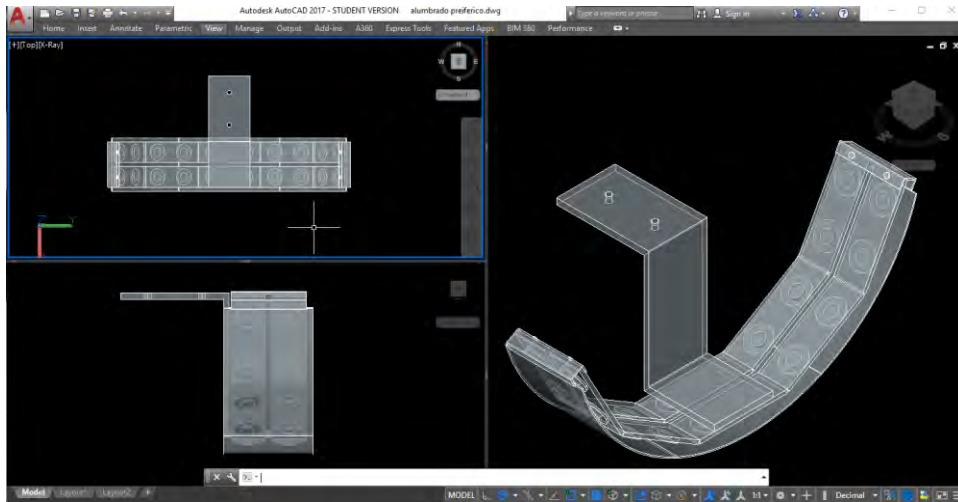 Autodesk AutoCAD 2017 - STUDENT VERSION alumbrado preiferico.dwg
Type a keyword or phrase
Sign In
Home Insert Annotate Parametric View Manage Output Add-ins A360 Express Tools Featured Apps BIM 360 Performance
[+][Top][X-Ray]
N
W E
S
W O
Y
Model Layout1 Layout2 +
MODEL 1:1 Decimal